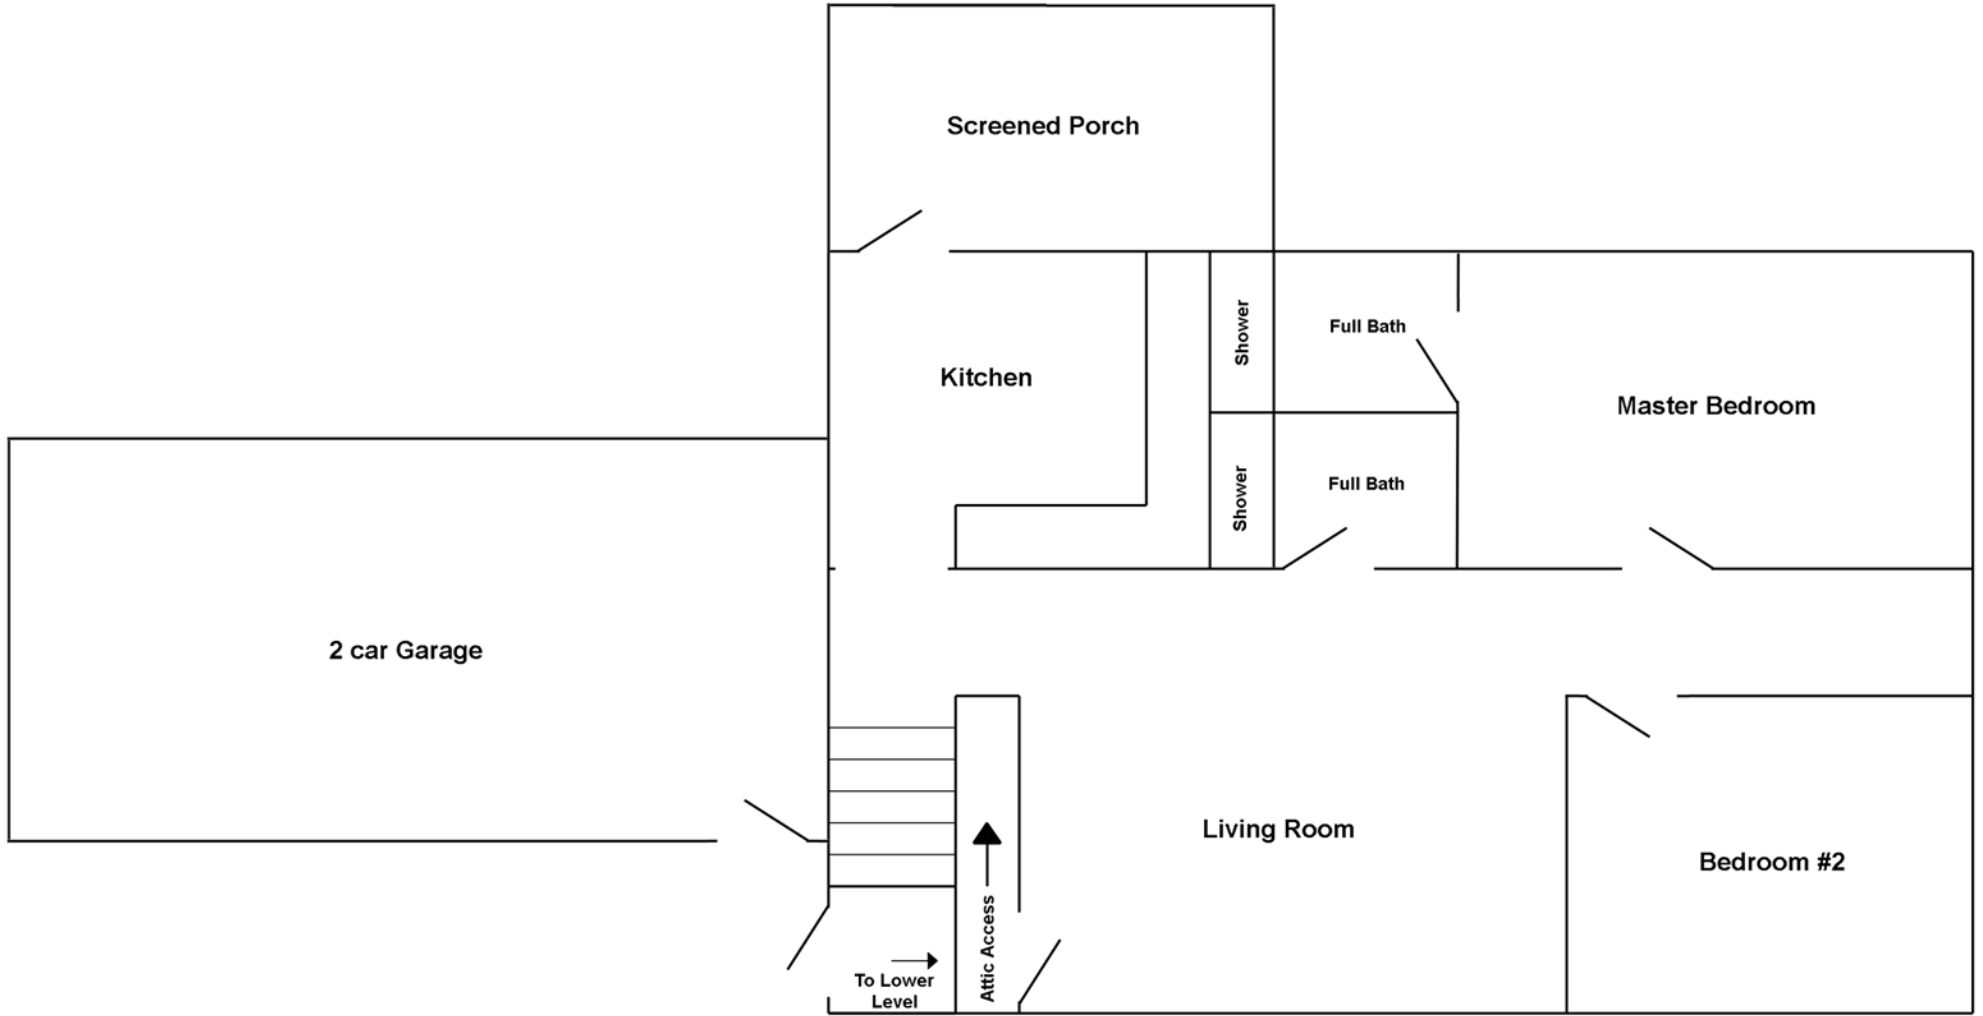 Screened Porch
Shower
Full Bath
Kitchen
Master Bedroom
Shower
Full Bath
2 car Garage
Living Room
Bedroom #2
Attic Access
To Lower
Level